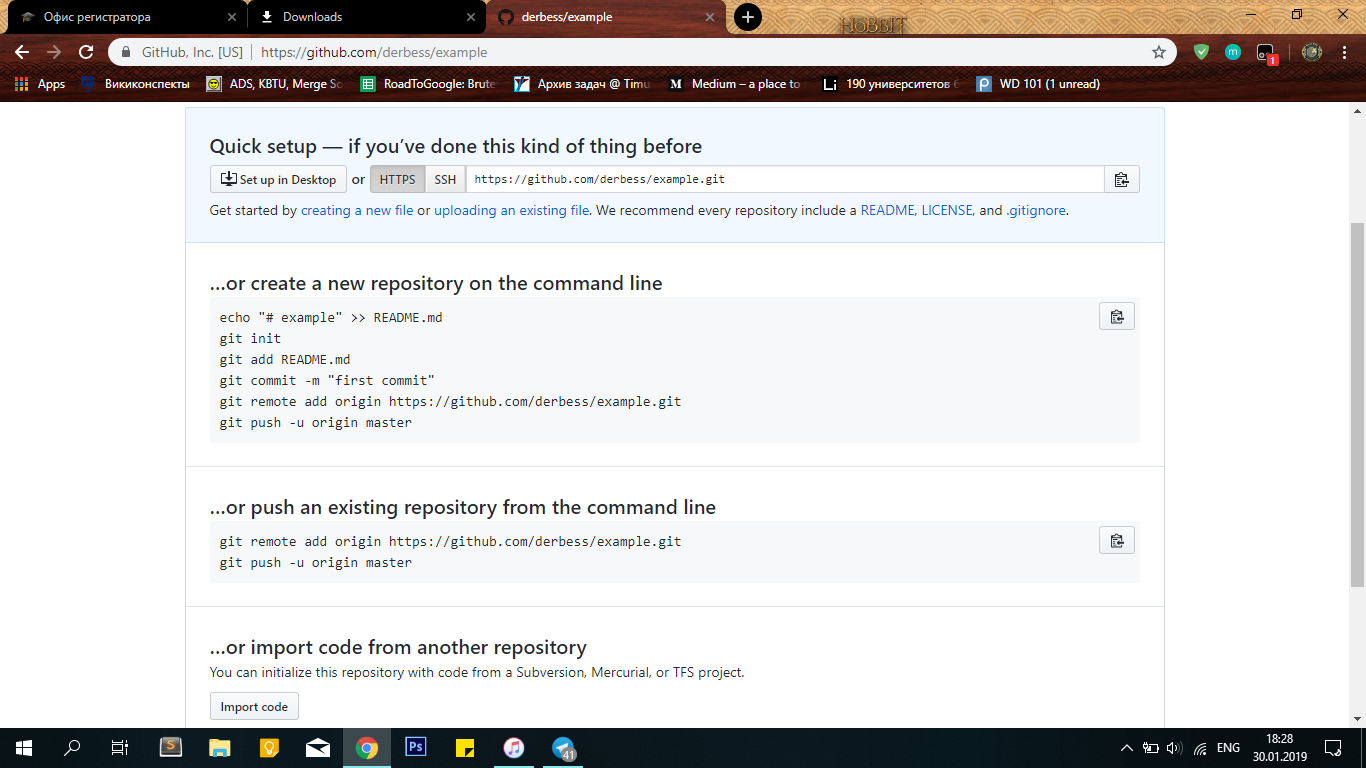 Офис регистратора
Downloads
derbess/example
HOBBIT
GitHub, Inc. [US]
https://github.com/derbess/example
m
1
Apps
Викиконспекты
ADS, KBTU, Merge So
RoadToGoogle: Brute
Архив задач @ Timu
M
Medium – a place to
Li
190 университетов
WD 101 (1 unread)
Quick setup — if you’ve done this kind of thing before
Set up in Desktop or HTTPS SSH https://github.com/derbess/example.git
Get started by creating a new file or uploading an existing file. We recommend every repository include a README, LICENSE, and .gitignore.
…or create a new repository on the command line
echo "# example" >> README.md
git init
git add README.md
git commit -m "first commit"
git remote add origin https://github.com/derbess/example.git
git push -u origin master
…or push an existing repository from the command line
git remote add origin https://github.com/derbess/example.git
git push -u origin master
…or import code from another repository
You can initialize this repository with code from a Subversion, Mercurial, or TFS project.
Import code
S
Ps
41
ENG
18:28
30.01.2019